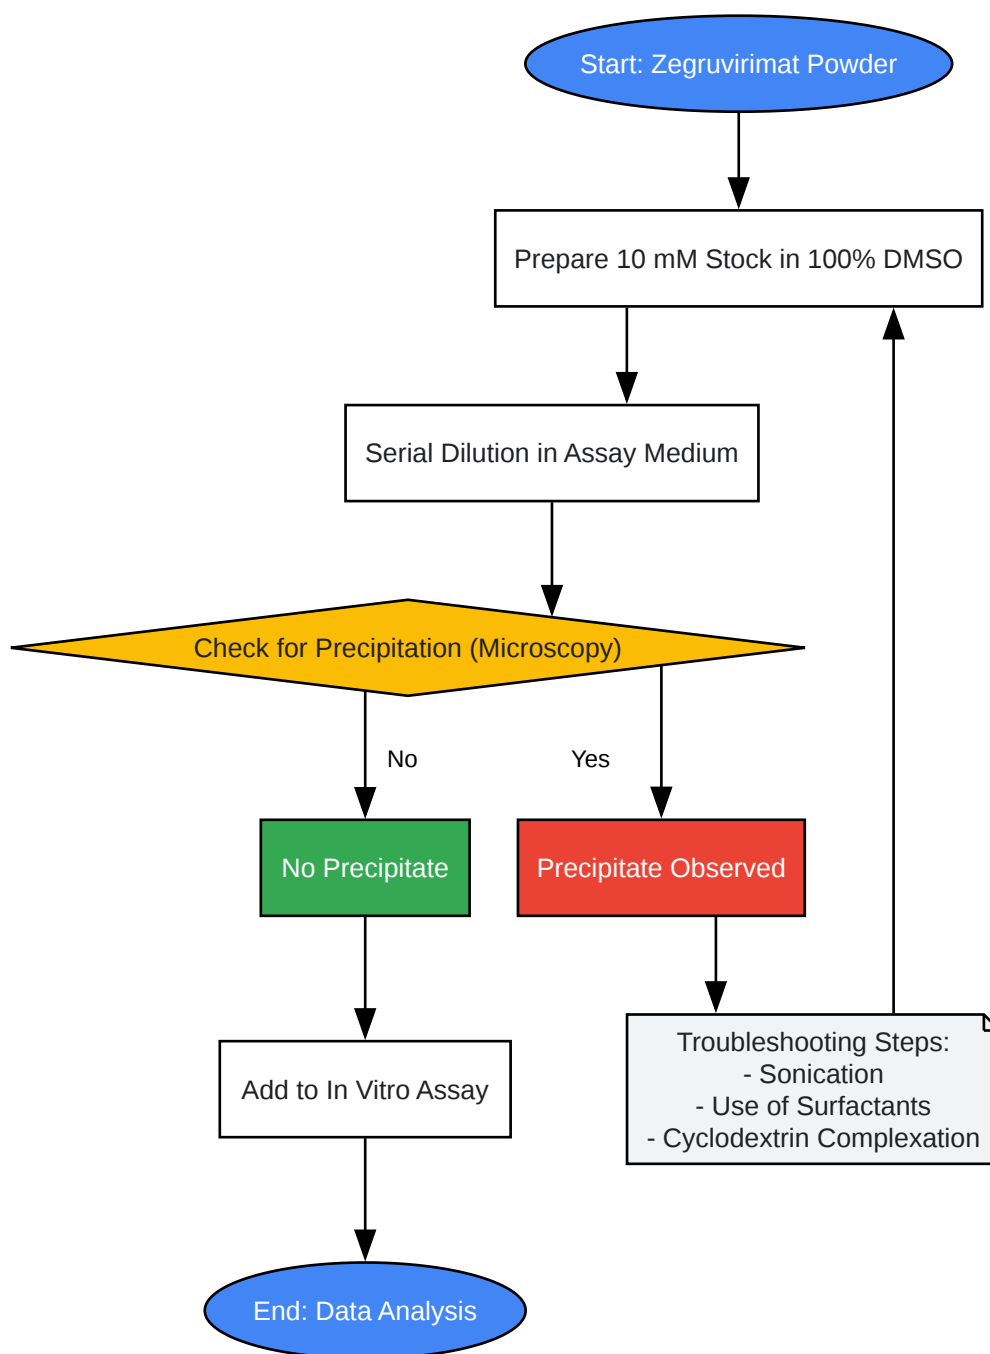 Start: Zegruvirimat Powder
Prepare 10 mM Stock in 100% DMSO
Serial Dilution in Assay Medium
Check for Precipitation (Microscopy)
No
Yes
No Precipitate
Precipitate Observed
Troubleshooting Steps:
- Sonication
- Use of Surfactants
- Cyclodextrin Complexation
Add to In Vitro Assay
End: Data Analysis